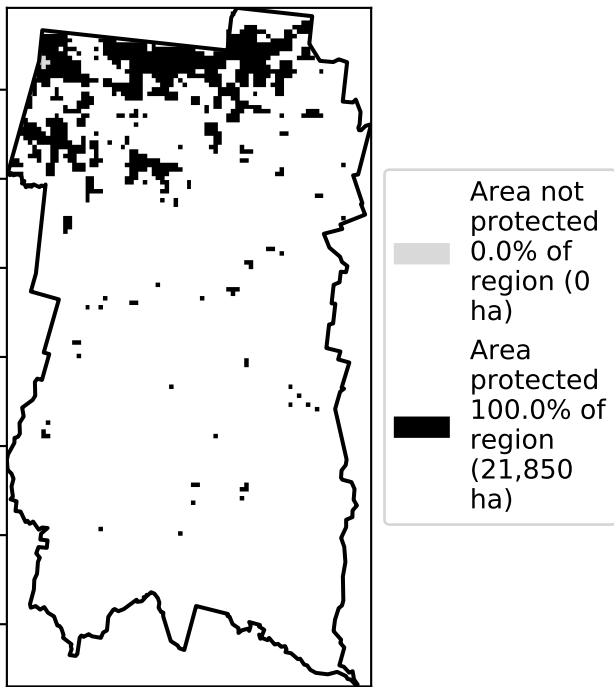 Area not
protected
0.0% of
region (0
ha)
Area
protected
100.0% of
region
(21,850
ha)